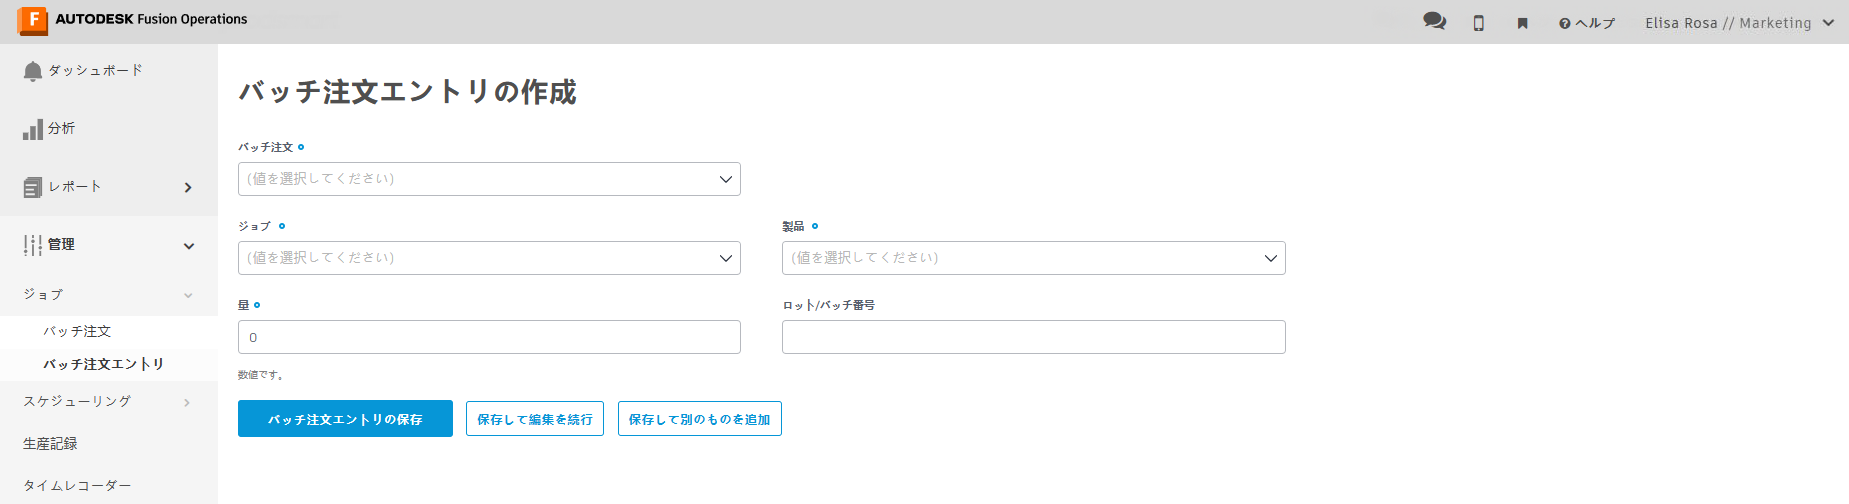 AUTODESK Fusion Operations
ヘルプ
Elisa Rosa // Marketing
ダッシュボード
分析
レポート
管理
ジョブ
バッチ注文
バッチ注文エントリ
スケジューリング
生産記録
タイムレコーダー
バッチ注文エントリの作成
バッチ注文
(値を選択してください)
ジョブ
(値を選択してください)
製品
(値を選択してください)
量
0
数値です。
ロット/バッチ番号
バッチ注文エントリの保存
保存して編集を続行
保存して別のものを追加